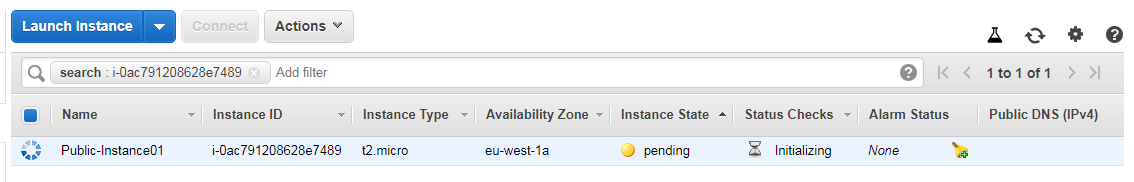 Launch Instance Connect Actions
search : i-0ac791208628e7489 Add filter 1 to 1 of 1
Name Instance ID Instance Type Availability Zone Instance State Status Checks Alarm Status Public DNS (IPv4)
Public-Instance01 i-0ac791208628e7489 t2.micro eu-west-1a pending Initializing None